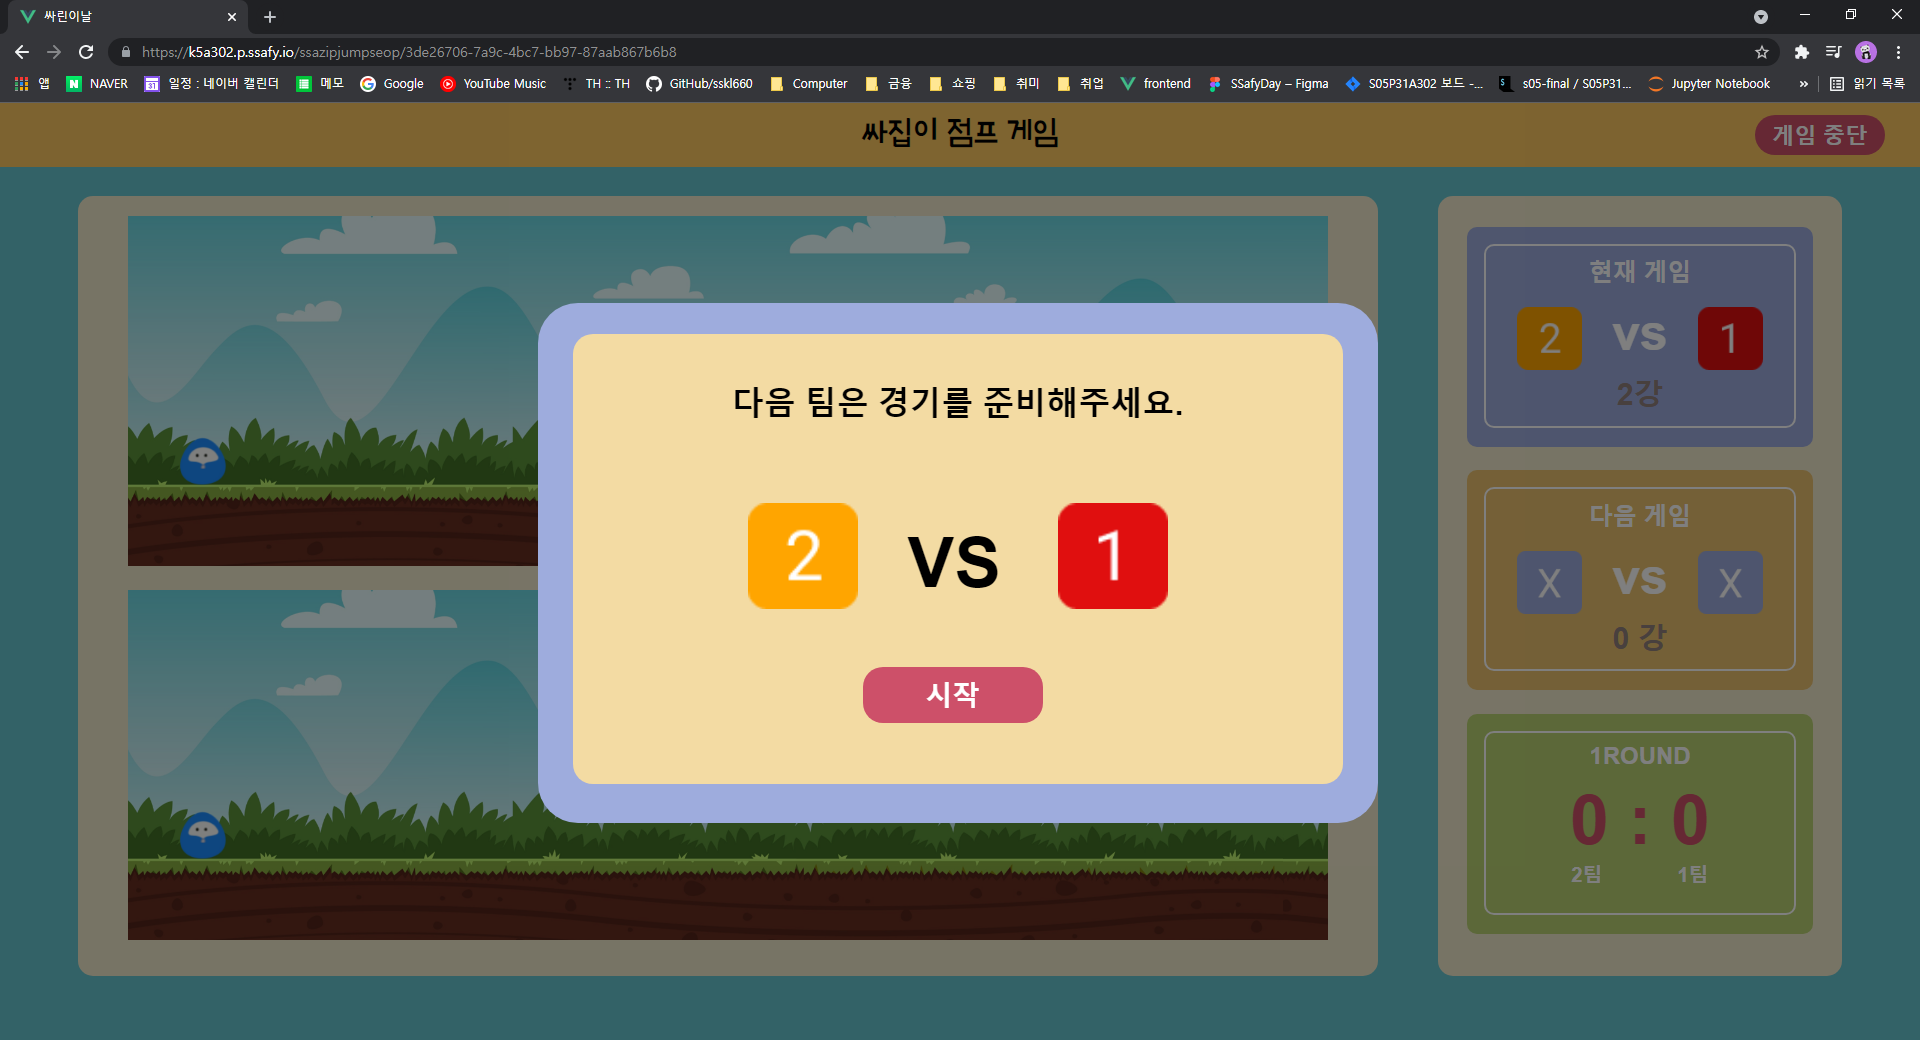 싸린이날
https://k5a302.p.ssafy.io/ssazipjumpseop/3de26706-7a9c-4bc7-bb97-87aab867b6b8
앱 NAVER 일정 : 네이버 캘린더 메모 Google YouTube Music TH :: TH GitHub/sskl660 Computer 금융 쇼핑 취미 취업 frontend SSafyDay – Figma S05P31A302 보드 -... s05-final / S05P31... Jupyter Notebook » 읽기 목록
싸집이 점프 게임
게임 중단
다음 팀은 경기를 준비해주세요.
2 VS 1
시작
현재 게임
2 VS 1
2강
다음 게임
X VS X
0 강
1ROUND
0 : 0
2팀 1팀